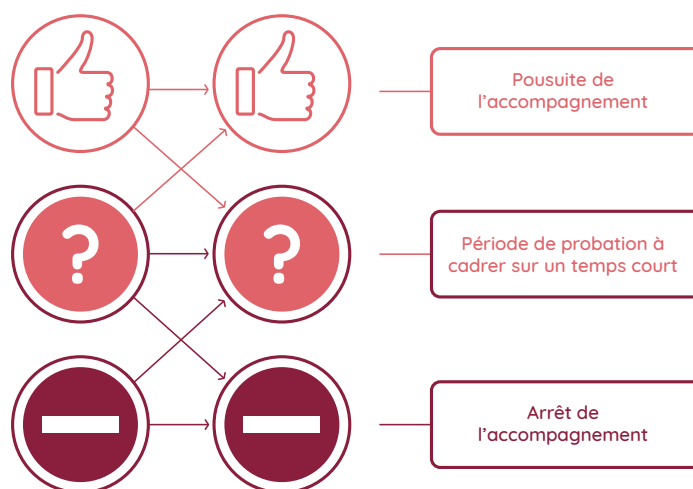 Pousuite de
l'accompagnement
?
?
Période de probation à
cadrer sur un temps court
Arrêt de
l'accompagnement